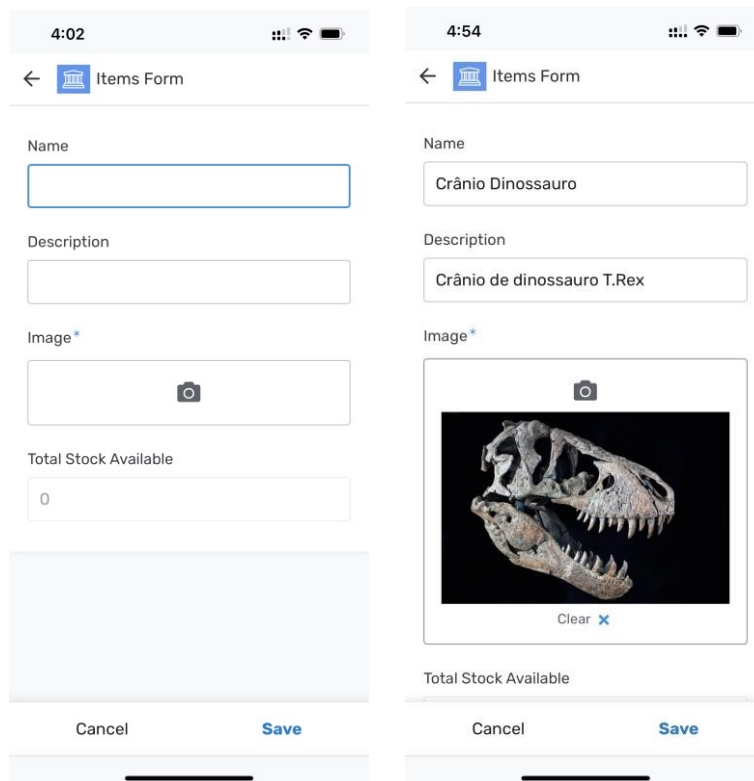 4:02
Items Form
Name
Description
Image*
Total Stock Available
0
Cancel Save
4:54
Items Form
Name
Crânio Dinossauro
Description
Crânio de dinossauro T.Rex
Image*
Clear ×
Total Stock Available
Cancel Save